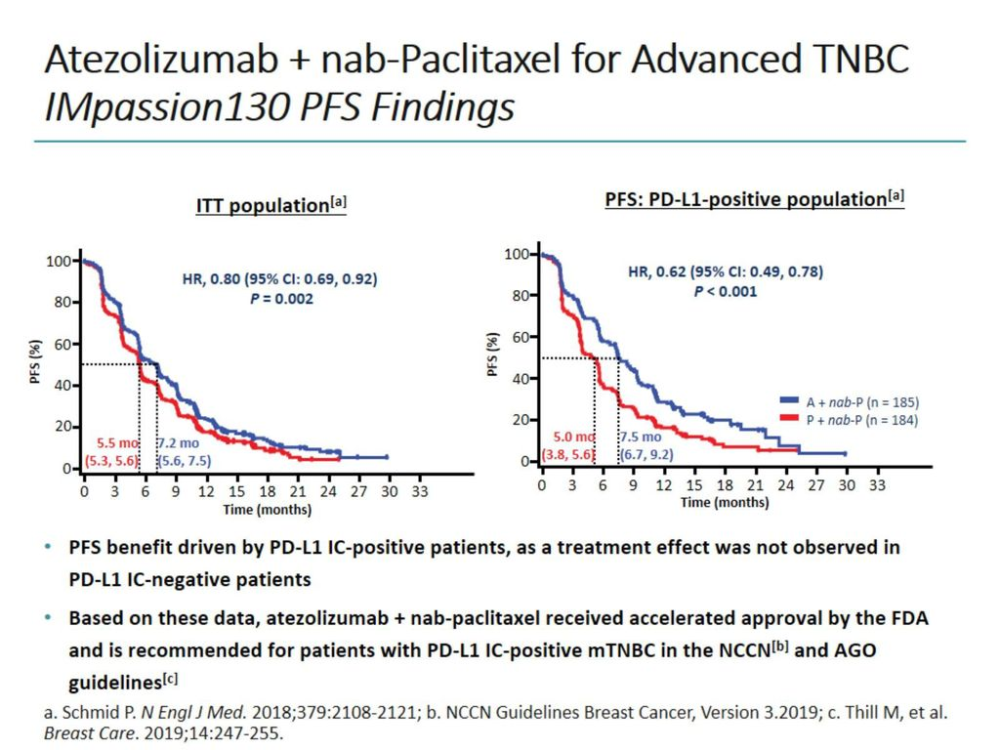 Atezolizumab + nab-Paclitaxel for Advanced TNBC
IMpassion130 PFS Findings
ITT population[a]
100
80
60
40
20
0
PFS (%)
HR, 0.80 (95% CI: 0.69, 0.92)
P = 0.002
5.5 mo
(5.3, 5.6)
7.2 mo
(5.6, 7.5)
0 3 6 9 12 15 18 21 24 27 30 33
Time (months)
PFS: PD-L1-positive population[a]
100
80
60
40
20
0
PFS (%)
HR, 0.62 (95% CI: 0.49, 0.78)
P < 0.001
A + nab-P (n = 185)
P + nab-P (n = 184)
5.0 mo
(3.8, 5.6)
7.5 mo
(6.7, 9.2)
0 3 6 9 12 15 18 21 24 27 30 33
Time (months)
• PFS benefit driven by PD-L1 IC-positive patients, as a treatment effect was not observed in
PD-L1 IC-negative patients
• Based on these data, atezolizumab + nab-paclitaxel received accelerated approval by the FDA
and is recommended for patients with PD-L1 IC-positive mTNBC in the NCCN[b] and AGO
guidelines[c]
a. Schmid P. N Engl J Med. 2018;379:2108-2121; b. NCCN Guidelines Breast Cancer, Version 3.2019; c. Thill M, et al.
Breast Care. 2019;14:247-255.